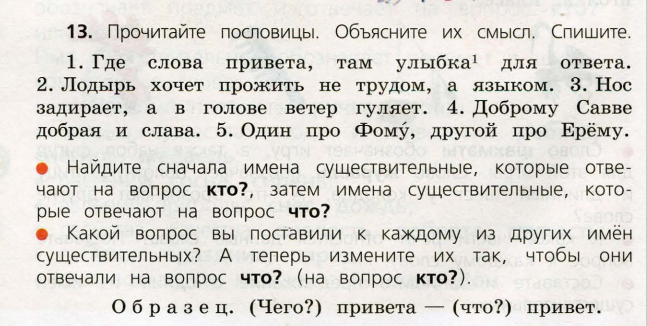 13. Прочитайте пословицы. Объясните их смысл. Спишите.
1. Где слова привета, там улыбка¹ для ответа.
2. Лодырь хочет прожить не трудом, а языком. 3. Нос
задирает, а в голове ветер гуляет. 4. Доброму Савве
добрая и слава. 5. Один про Фому́, другой про Ерёму.
● Найдите сначала имена существительные, которые отве-
чают на вопрос кто?, затем имена существительные, кото-
рые отвечают на вопрос что?
● Какой вопрос вы поставили к каждому из других имён
существительных? А теперь измените их так, чтобы они
отвечали на вопрос что? (на вопрос кто?).
Образец. (Чего?) привета — (что?) привет.